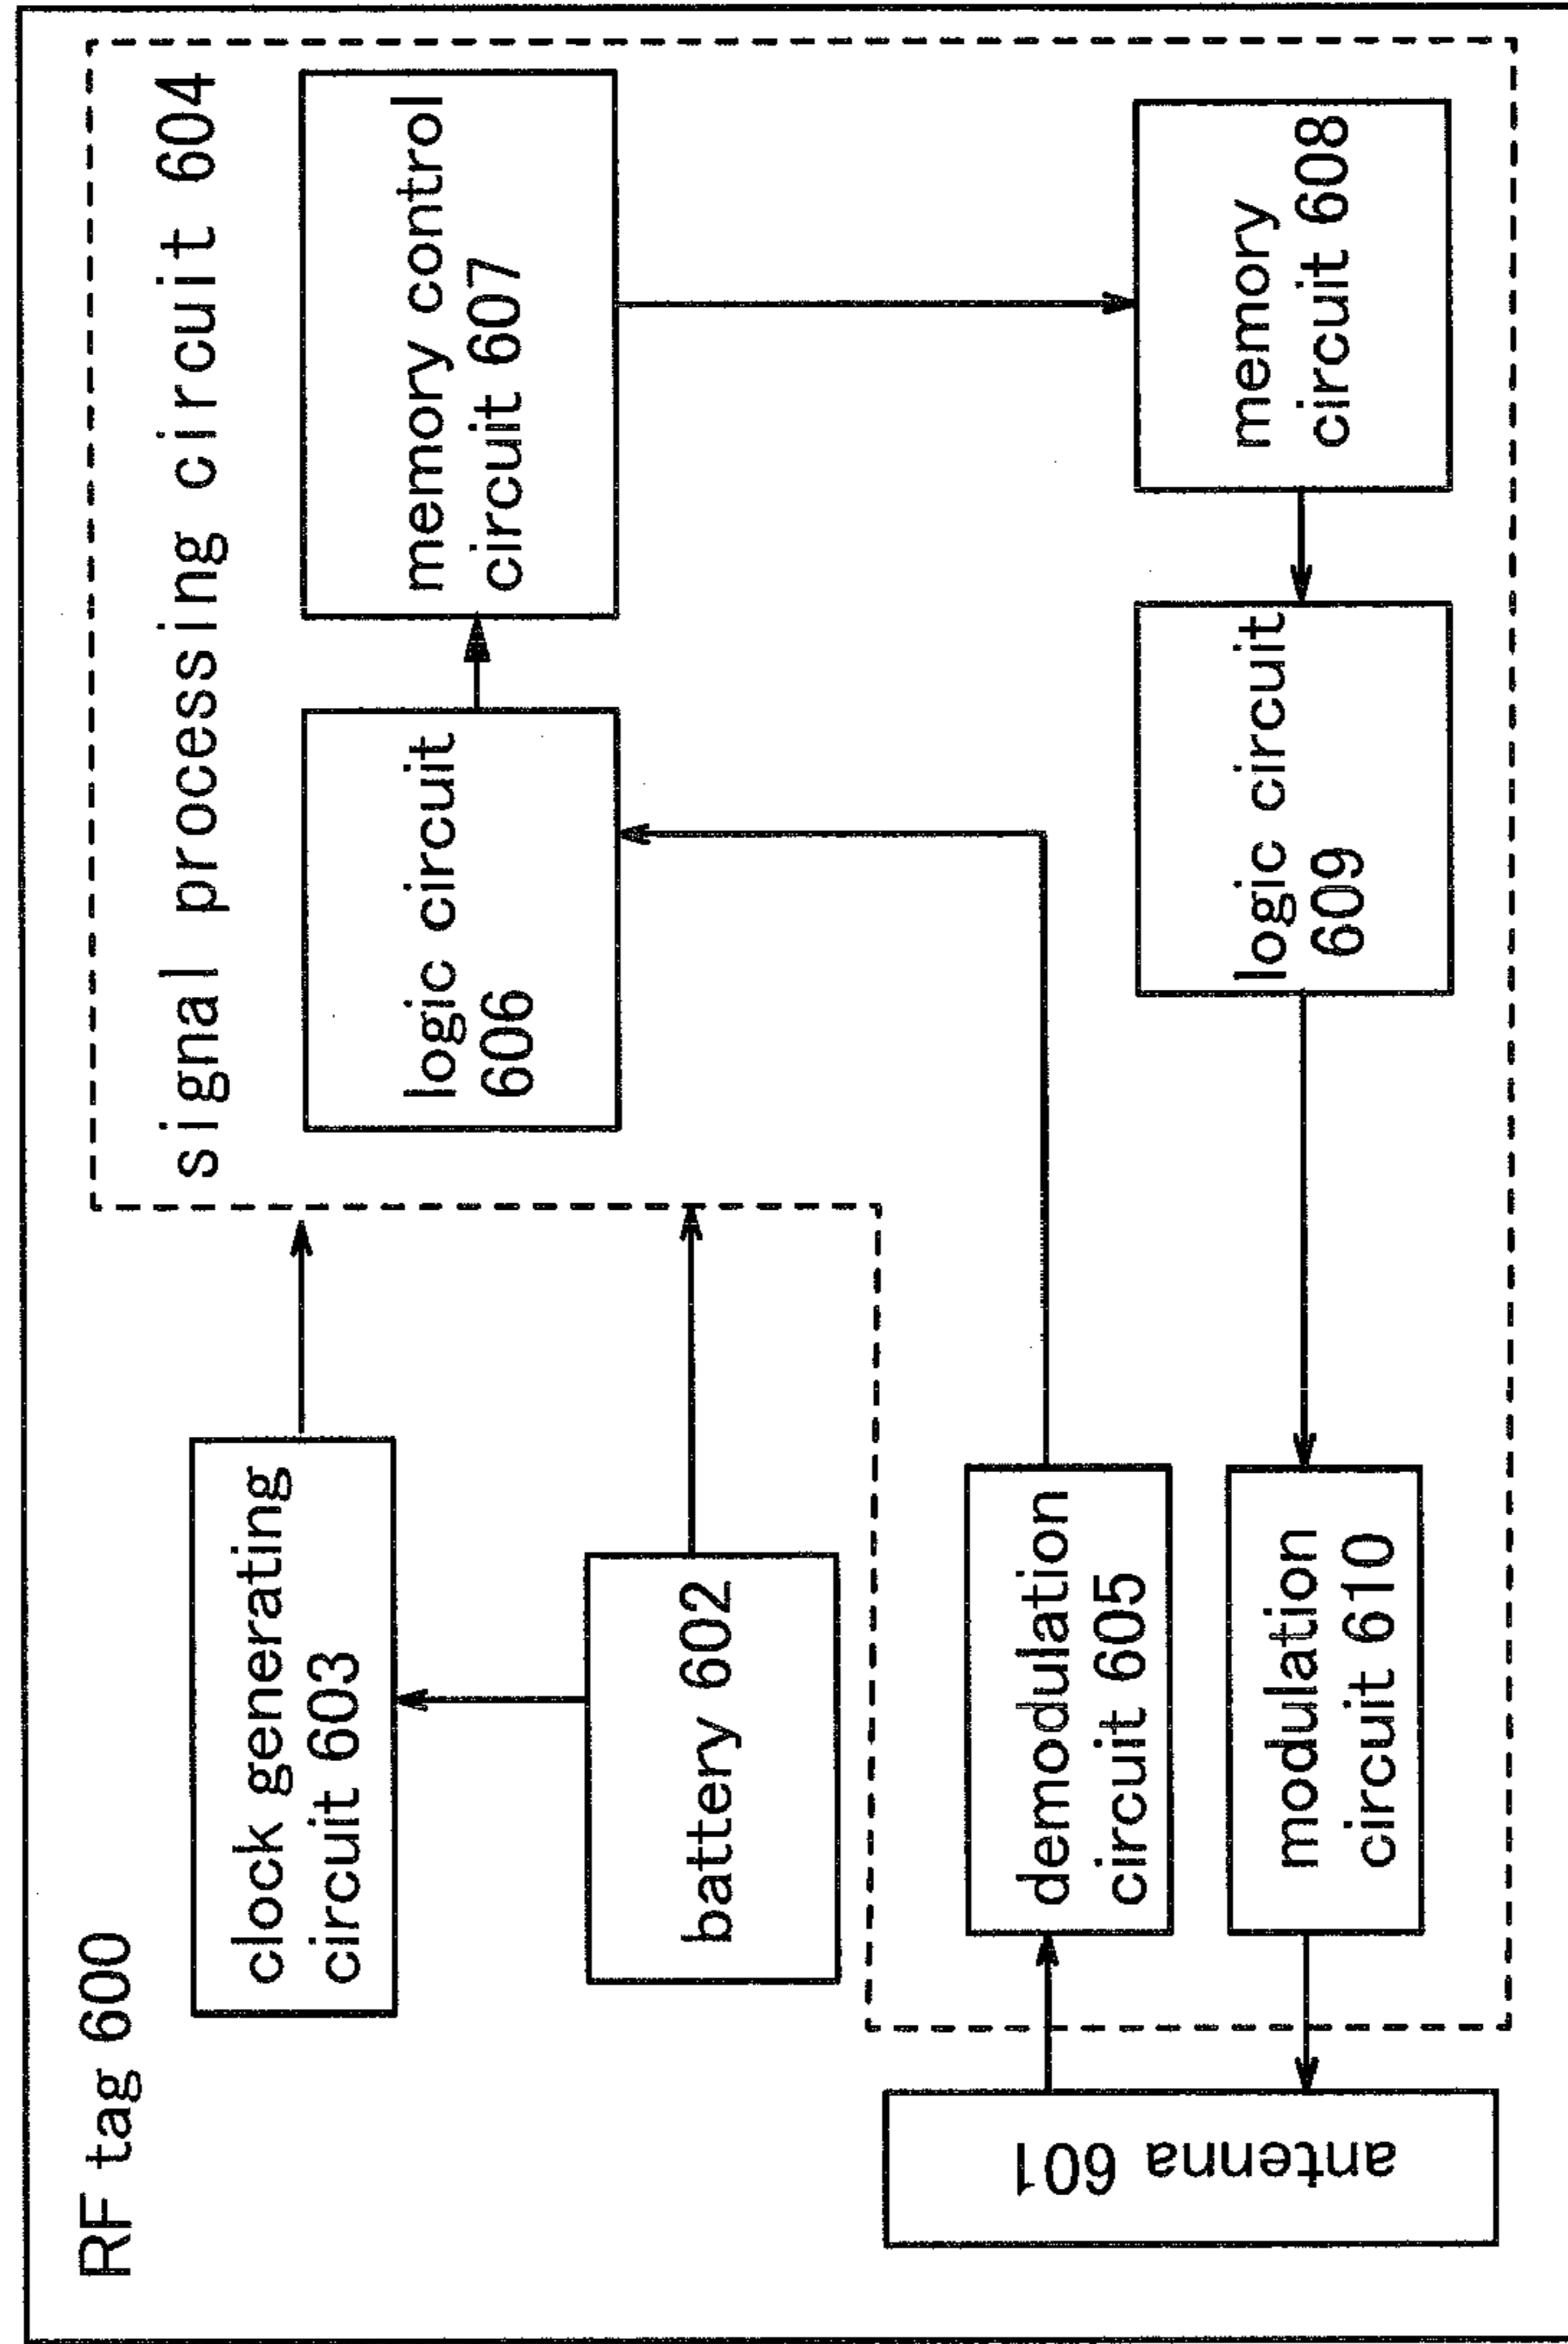 RF tag 600
signal processing circuit 604
clock generating
circuit 603
logic circuit
606
memory control
circuit 607
battery 602
antenna 601
demodulation
circuit 605
modulation
circuit 610
logic circuit
609
memory
circuit 608